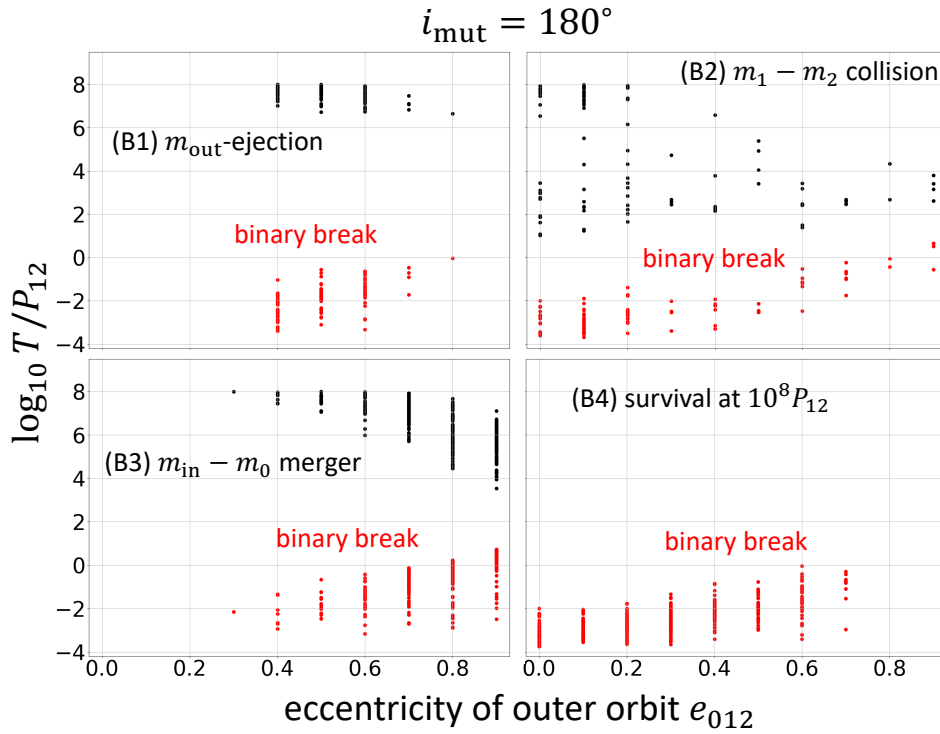 i_mut = 180°
(B1) m_out-ejection
(B2) m_1 − m_2 collision
binary break
binary break
8
6
4
2
0
−2
−4
(B3) m_in − m_0 merger
(B4) survival at 10^8 P_12
binary break
binary break
8
6
4
2
0
−2
−4
log_10 T/P_12
0.0 0.2 0.4 0.6 0.8
0.0 0.2 0.4 0.6 0.8
eccentricity of outer orbit e_012